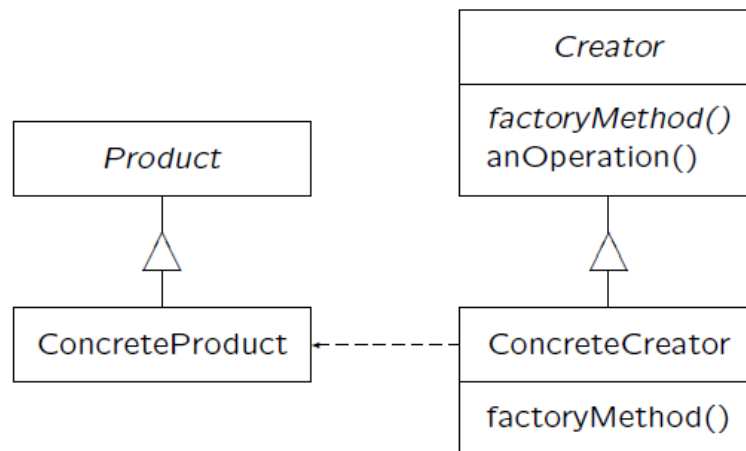 Creator
factoryMethod()
anOperation()
Product
ConcreteProduct
ConcreteCreator
factoryMethod()